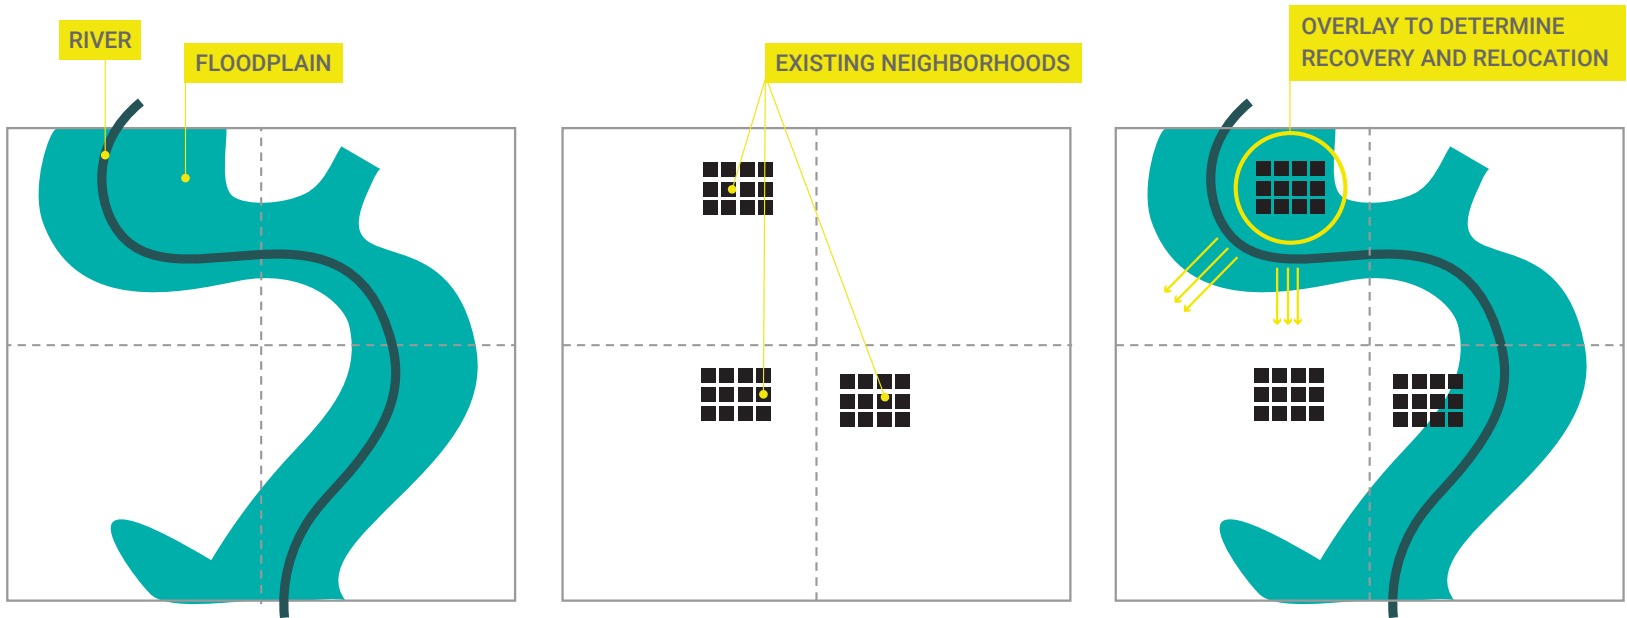 RIVER
FLOODPLAIN
EXISTING NEIGHBORHOODS
OVERLAY TO DETERMINE
RECOVERY AND RELOCATION